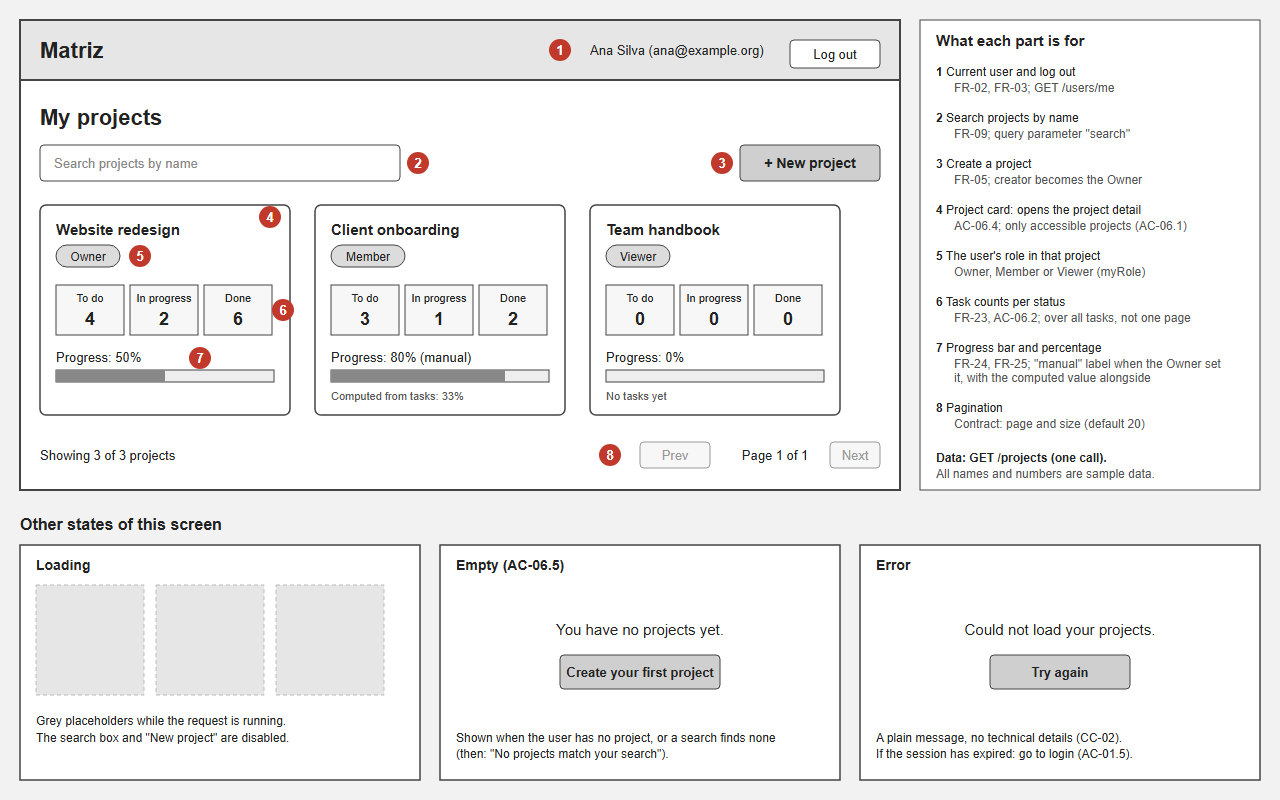 Matriz
1
Ana Silva (ana@example.org)
Log out
My projects
Search projects by name
2
3
+ New project
4
Website redesign
Owner
5
To do
4
In progress
2
Done
6
6
Progress: 50%
7
Client onboarding
Member
To do
3
In progress
1
Done
2
Progress: 80% (manual)
Computed from tasks: 33%
Team handbook
Viewer
To do
0
In progress
0
Done
0
Progress: 0%
No tasks yet
Showing 3 of 3 projects
8
Prev
Page 1 of 1
Next
What each part is for
1 Current user and log out
FR-02, FR-03; GET /users/me
2 Search projects by name
FR-09; query parameter "search"
3 Create a project
FR-05; creator becomes the Owner
4 Project card: opens the project detail
AC-06.4; only accessible projects (AC-06.1)
5 The user's role in that project
Owner, Member or Viewer (myRole)
6 Task counts per status
FR-23, AC-06.2; over all tasks, not one page
7 Progress bar and percentage
FR-24, FR-25; "manual" label when the Owner set
it, with the computed value alongside
8 Pagination
Contract: page and size (default 20)
Data: GET /projects (one call).
All names and numbers are sample data.
Other states of this screen
Loading
Grey placeholders while the request is running.
The search box and "New project" are disabled.
Empty (AC-06.5)
You have no projects yet.
Create your first project
Shown when the user has no project, or a search finds none
(then: "No projects match your search").
Error
Could not load your projects.
Try again
A plain message, no technical details (CC-02).
If the session has expired: go to login (AC-01.5).